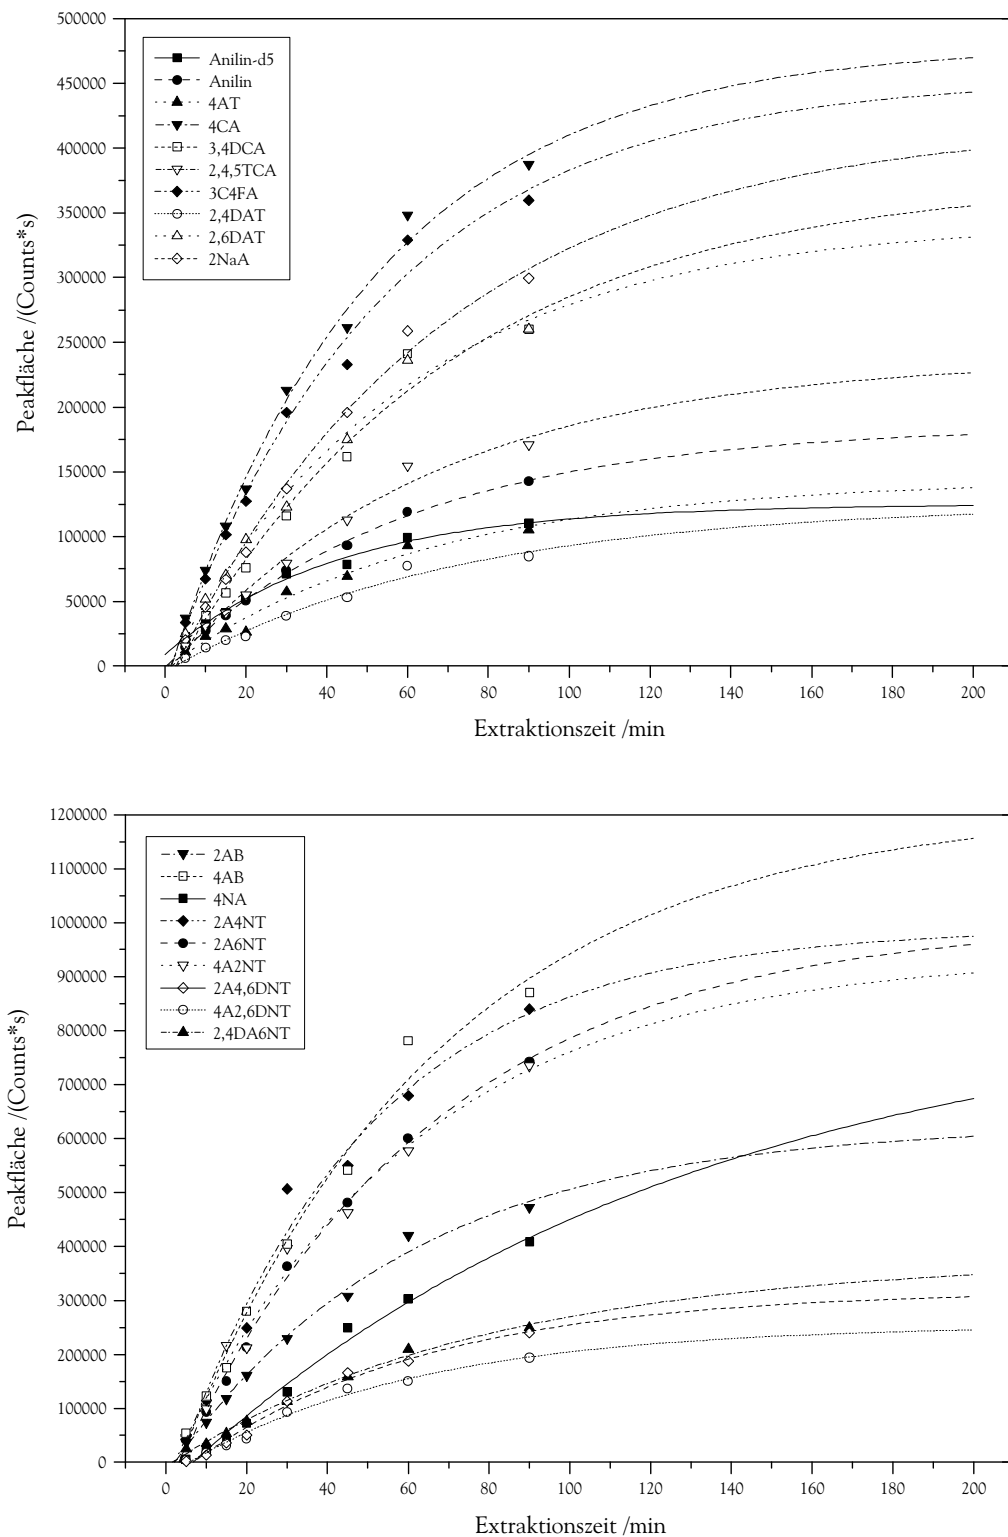 500000
450000
400000
350000
300000
250000
200000
150000
100000
50000
0
Peakfläche /(Counts*s)
Anilin-d5
Anilin
4AT
4CA
3,4DCA
2,4,5TCA
3C4FA
2,4DAT
2,6DAT
2NaA
0 20 40 60 80 100 120 140 160 180 200
Extraktionszeit /min
1200000
1100000
1000000
900000
800000
700000
600000
500000
400000
300000
200000
100000
0
Peakfläche /(Counts*s)
2AB
4AB
4NA
2A4NT
2A6NT
4A2NT
2A4,6DNT
4A2,6DNT
2,4DA6NT
0 20 40 60 80 100 120 140 160 180 200
Extraktionszeit /min